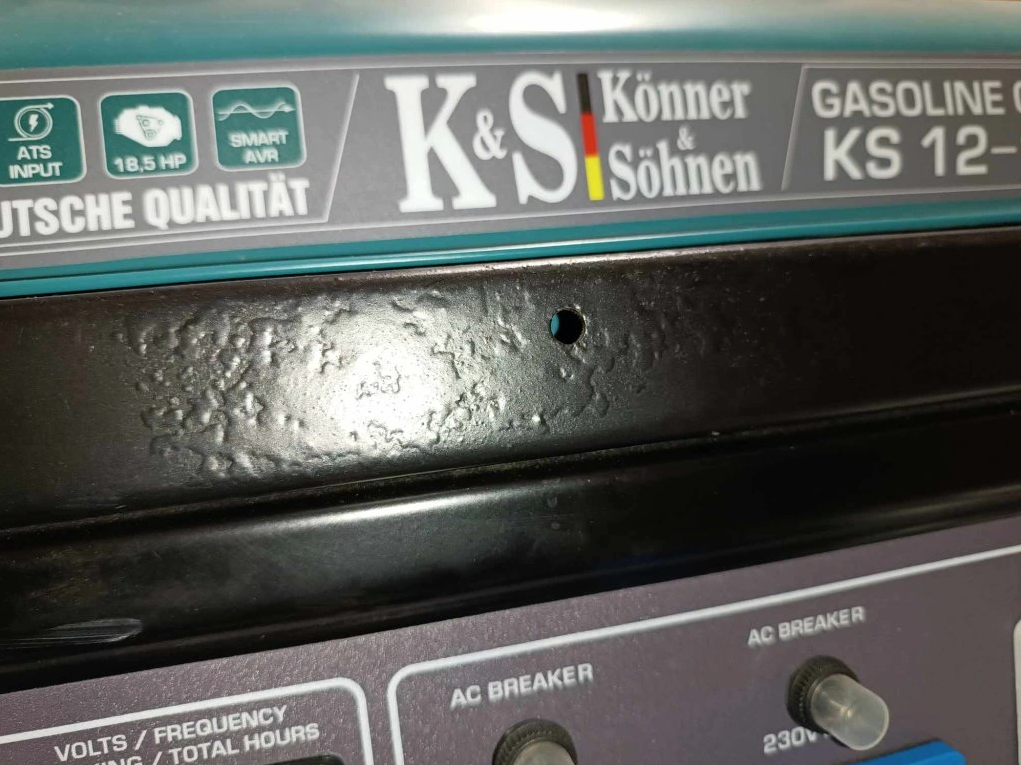 ATS
INPUT
18,5 HP
SMART
AVR
QUALITÄT
K&S
Könner
&
Söhnen
GASOLINE
KS 12-
AC BREAKER
AC BREAKER
230V
VOLTS / FREQUENCY
/ TOTAL HOURS